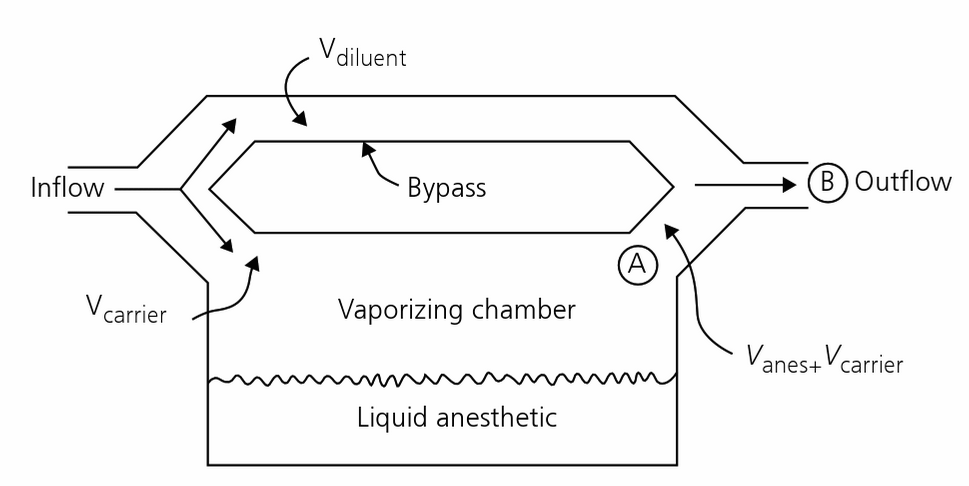 Vdiluent
Inflow
Bypass
B Outflow
A
Vcarrier
Vaporizing chamber
Vanes+Vcarrier
Liquid anesthetic